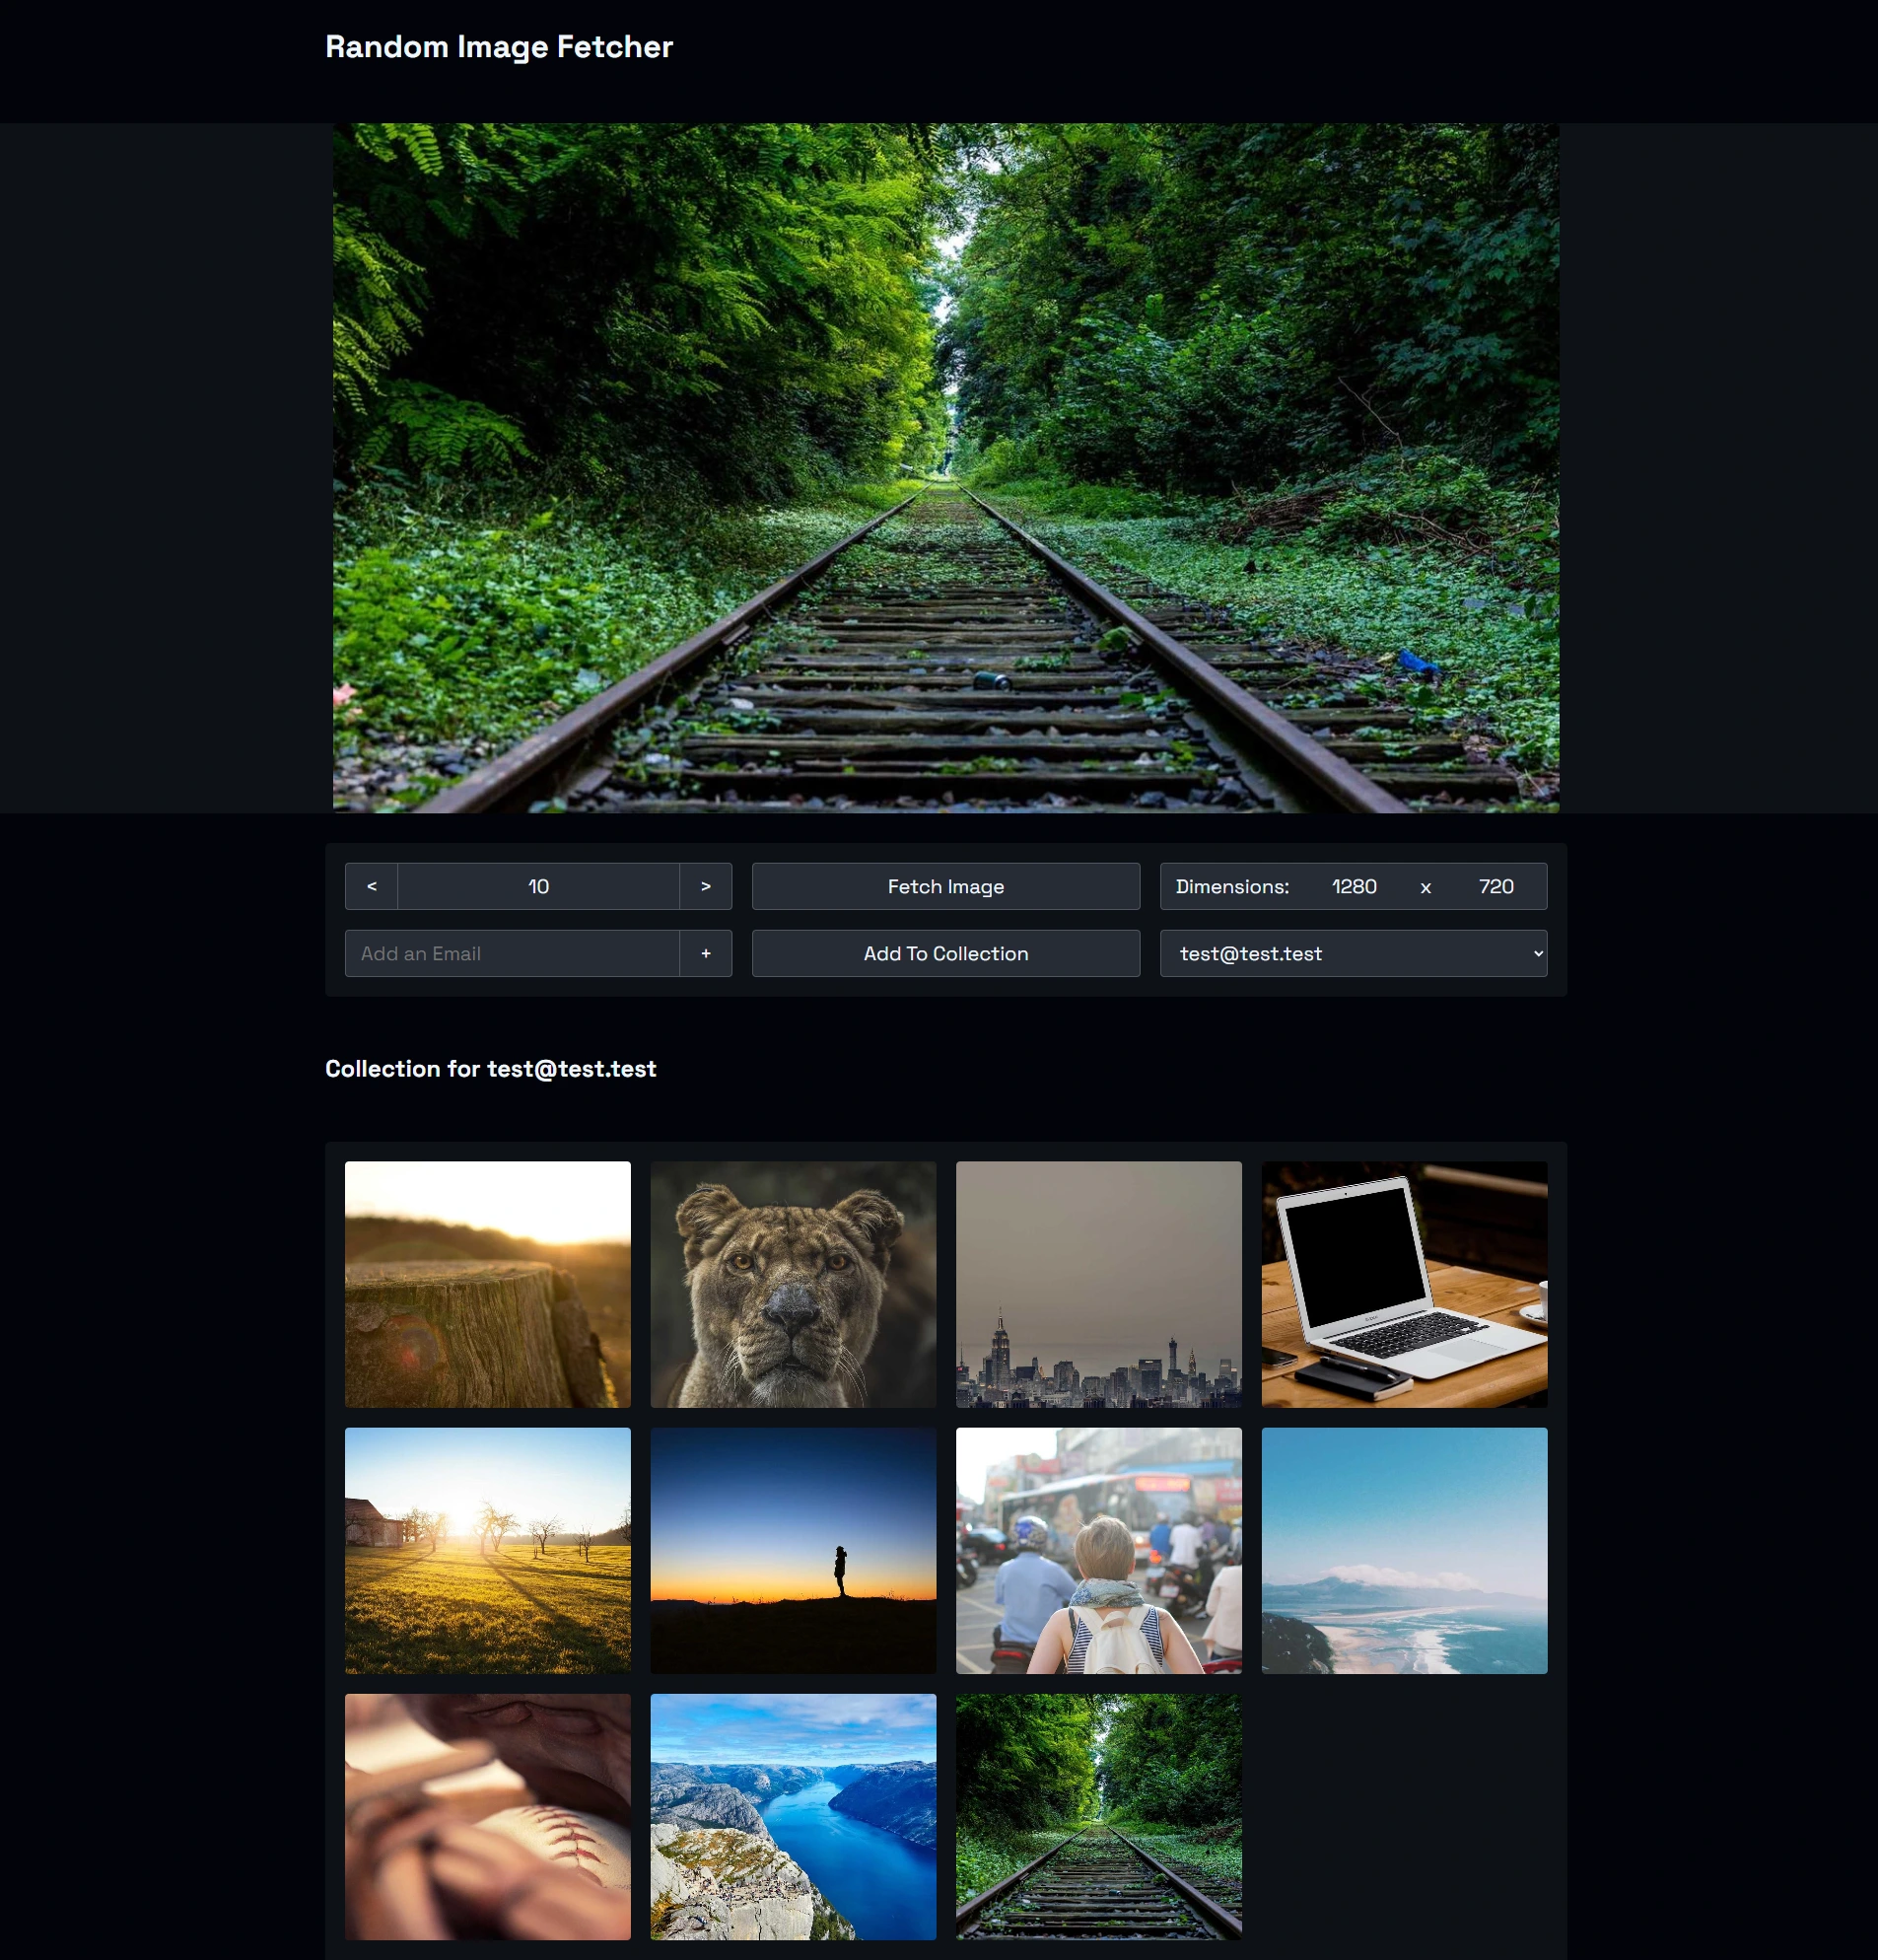 Random Image Fetcher
< 10 > Fetch Image Dimensions: 1280 x 720
Add an Email + Add To Collection test@test.test
Collection for test@test.test